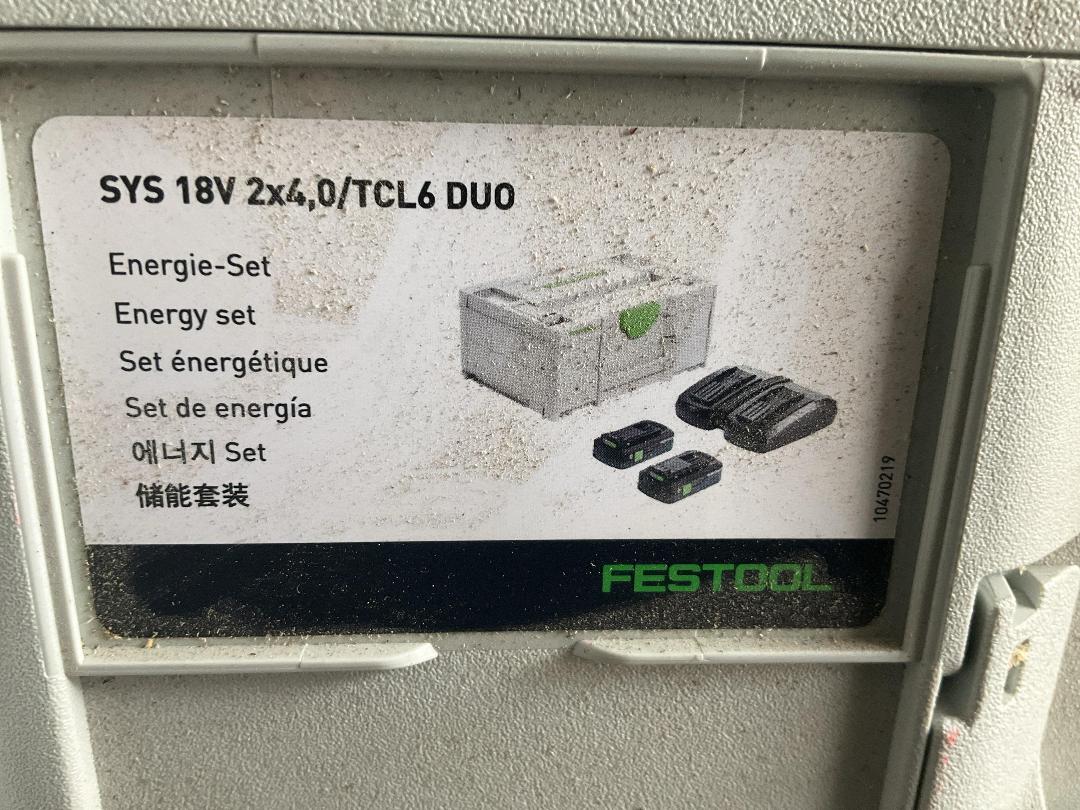 SYS 18V 2x4,0/TCL6 DUO
Energie-Set
Energy set
Set énergétique
Set de energía
에너지 Set
储能套装
10470219
FESTOOL